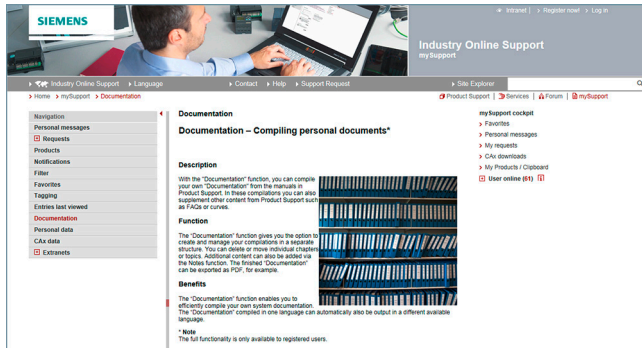 SIEMENS
Intranet | Register now! Log in
Industry Online Support
mySupport
Industry Online Support Language Contact Help Support Request Site Explorer
Home mySupport Documentation Product Support Services Forum mySupport
Navigation
Personal messages
Requests
Products
Notifications
Filter
Favorites
Tagging
Entries last viewed
Documentation
Personal data
CAx data
Extranets
Documentation
Documentation – Compiling personal documents*
Description
With the "Documentation" function, you can compile
your own "Documentation" from the manuals in
Product Support. In these compilations you can also
supplement other content from Product Support such
as FAQs or curves.
Function
The "Documentation" function gives you the option to
create and manage your compilations in a separate
structure. You can delete or move individual chapters
or topics. Additional content can also be added via
the Notes function. The finished "Documentation"
can be exported as PDF, for example.
Benefits
The "Documentation" function enables you to
efficiently compile your own system documentation.
The "Documentation" compiled in one language can automatically also be output in a different available
language.
* Note
The full functionality is only available to registered users.
mySupport cockpit
Favorites
Personal messages
My requests
CAx downloads
My Products / Clipboard
User online (61)